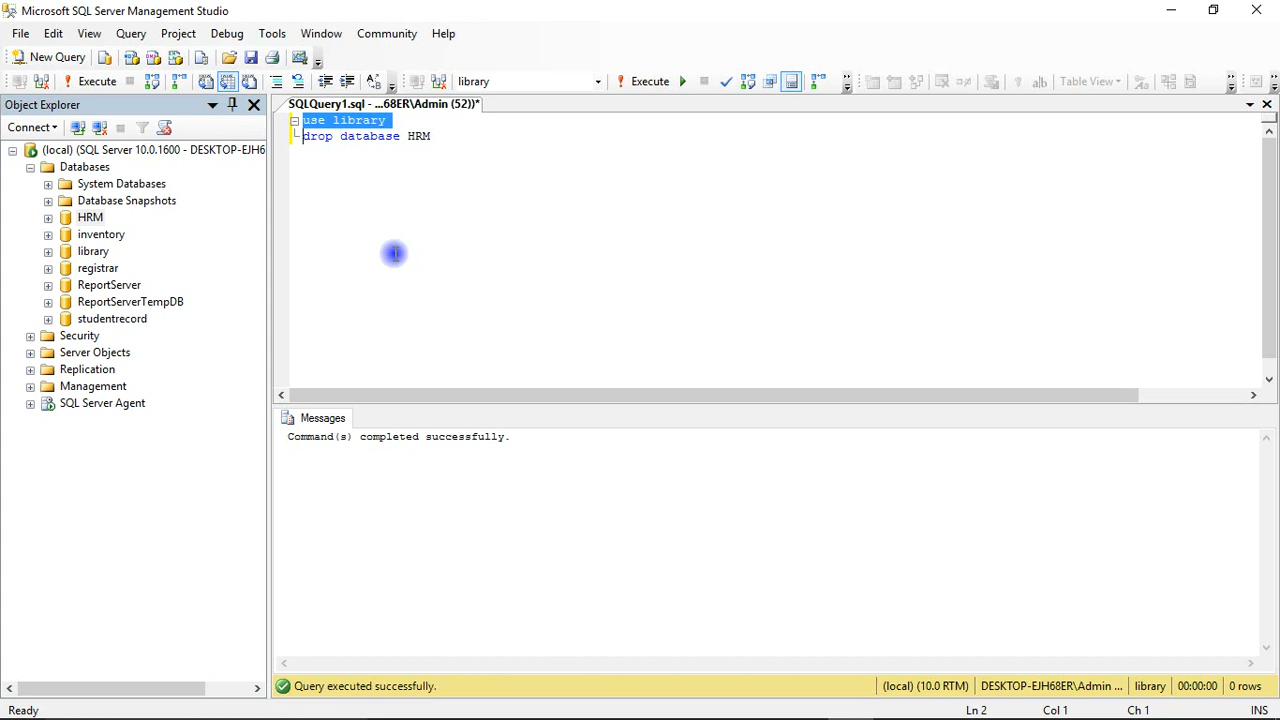 Microsoft SQL Server Management Studio
File Edit View Query Project Debug Tools Window Community Help
New Query
Execute library Execute Table View
Object Explorer
SQLQuery1.sql - ...68ER\Admin (52))*
Connect
use library
drop database HRM
(local) (SQL Server 10.0.1600 - DESKTOP-EJH6
Databases
System Databases
Database Snapshots
HRM
inventory
library
registrar
ReportServer
ReportServerTempDB
studentrecord
Security
Server Objects
Replication
Management
SQL Server Agent
Messages
Command(s) completed successfully.
Query executed successfully. (local) (10.0 RTM) DESKTOP-EJH68ER\Admin ... library 00:00:00 0 rows
Ready Ln 2 Col 1 Ch 1 INS